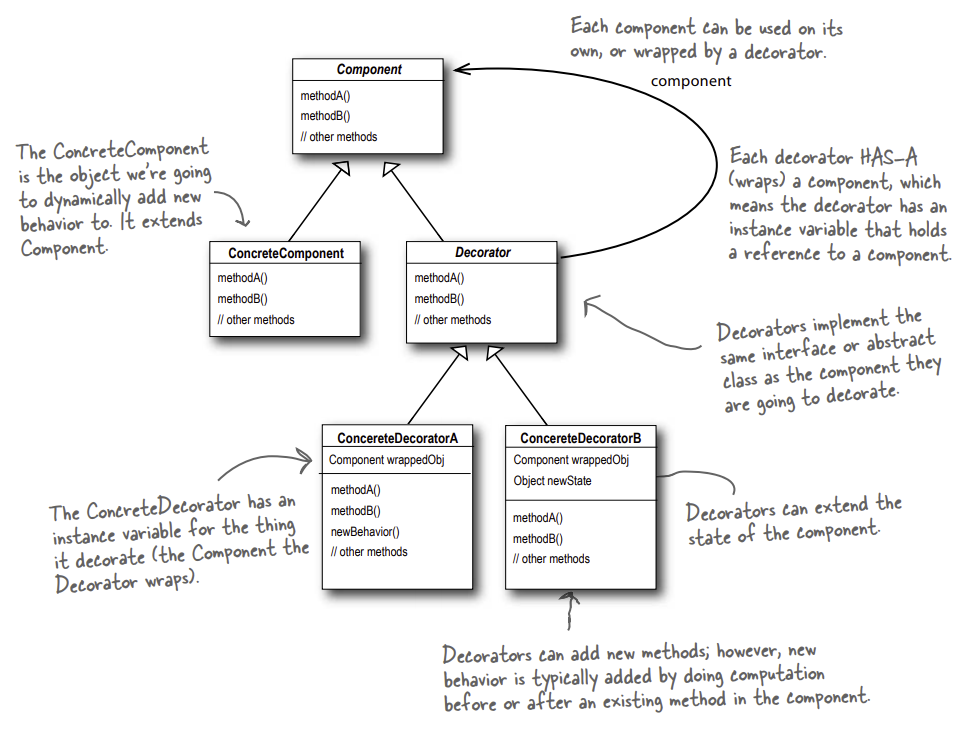 Each component can be used on its
own, or wrapped by a decorator.
component
Component
methodA()
methodB()
// other methods
The ConcreteComponent
is the object we're going
to dynamically add new
behavior to. It extends
Component.
Each decorator HAS-A
(wraps) a component, which
means the decorator has an
instance variable that holds
a reference to a component.
ConcreteComponent
methodA()
methodB()
// other methods
Decorator
methodA()
methodB()
// other methods
Decorators implement the
same interface or abstract
class as the component they
are going to decorate.
ConcereteDecoratorA
Component wrappedObj
methodA()
methodB()
newBehavior()
// other methods
ConcereteDecoratorB
Component wrappedObj
Object newState
methodA()
methodB()
// other methods
The ConcreteDecorator has an
instance variable for the thing
it decorate (the Component the
Decorator wraps).
Decorators can extend the
state of the component.
Decorators can add new methods; however, new
behavior is typically added by doing computation
before or after an existing method in the component.